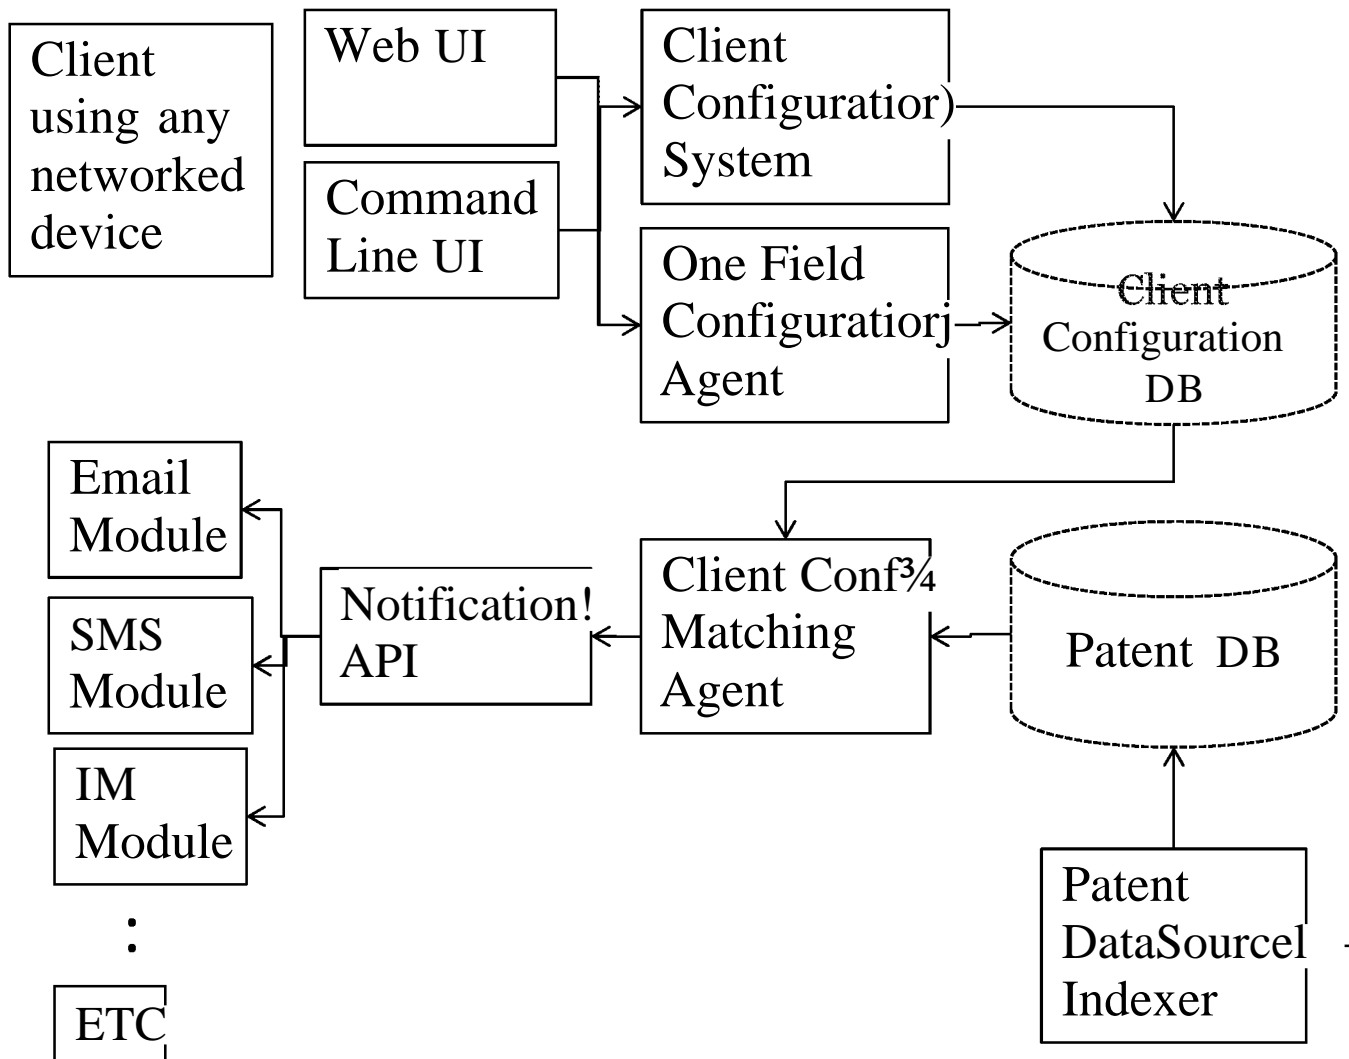 Client
using any
networked
device
Web UI
Command
Line UI
Client
Configuratior)
System
One Field
Configuratiorj
Agent
Client
Configuration
DB
Email
Module
SMS
Module
IM
Module
:
ETC
Notification!
API
Client Conf¾
Matching
Agent
Patent DB
Patent
DataSourcel
Indexer